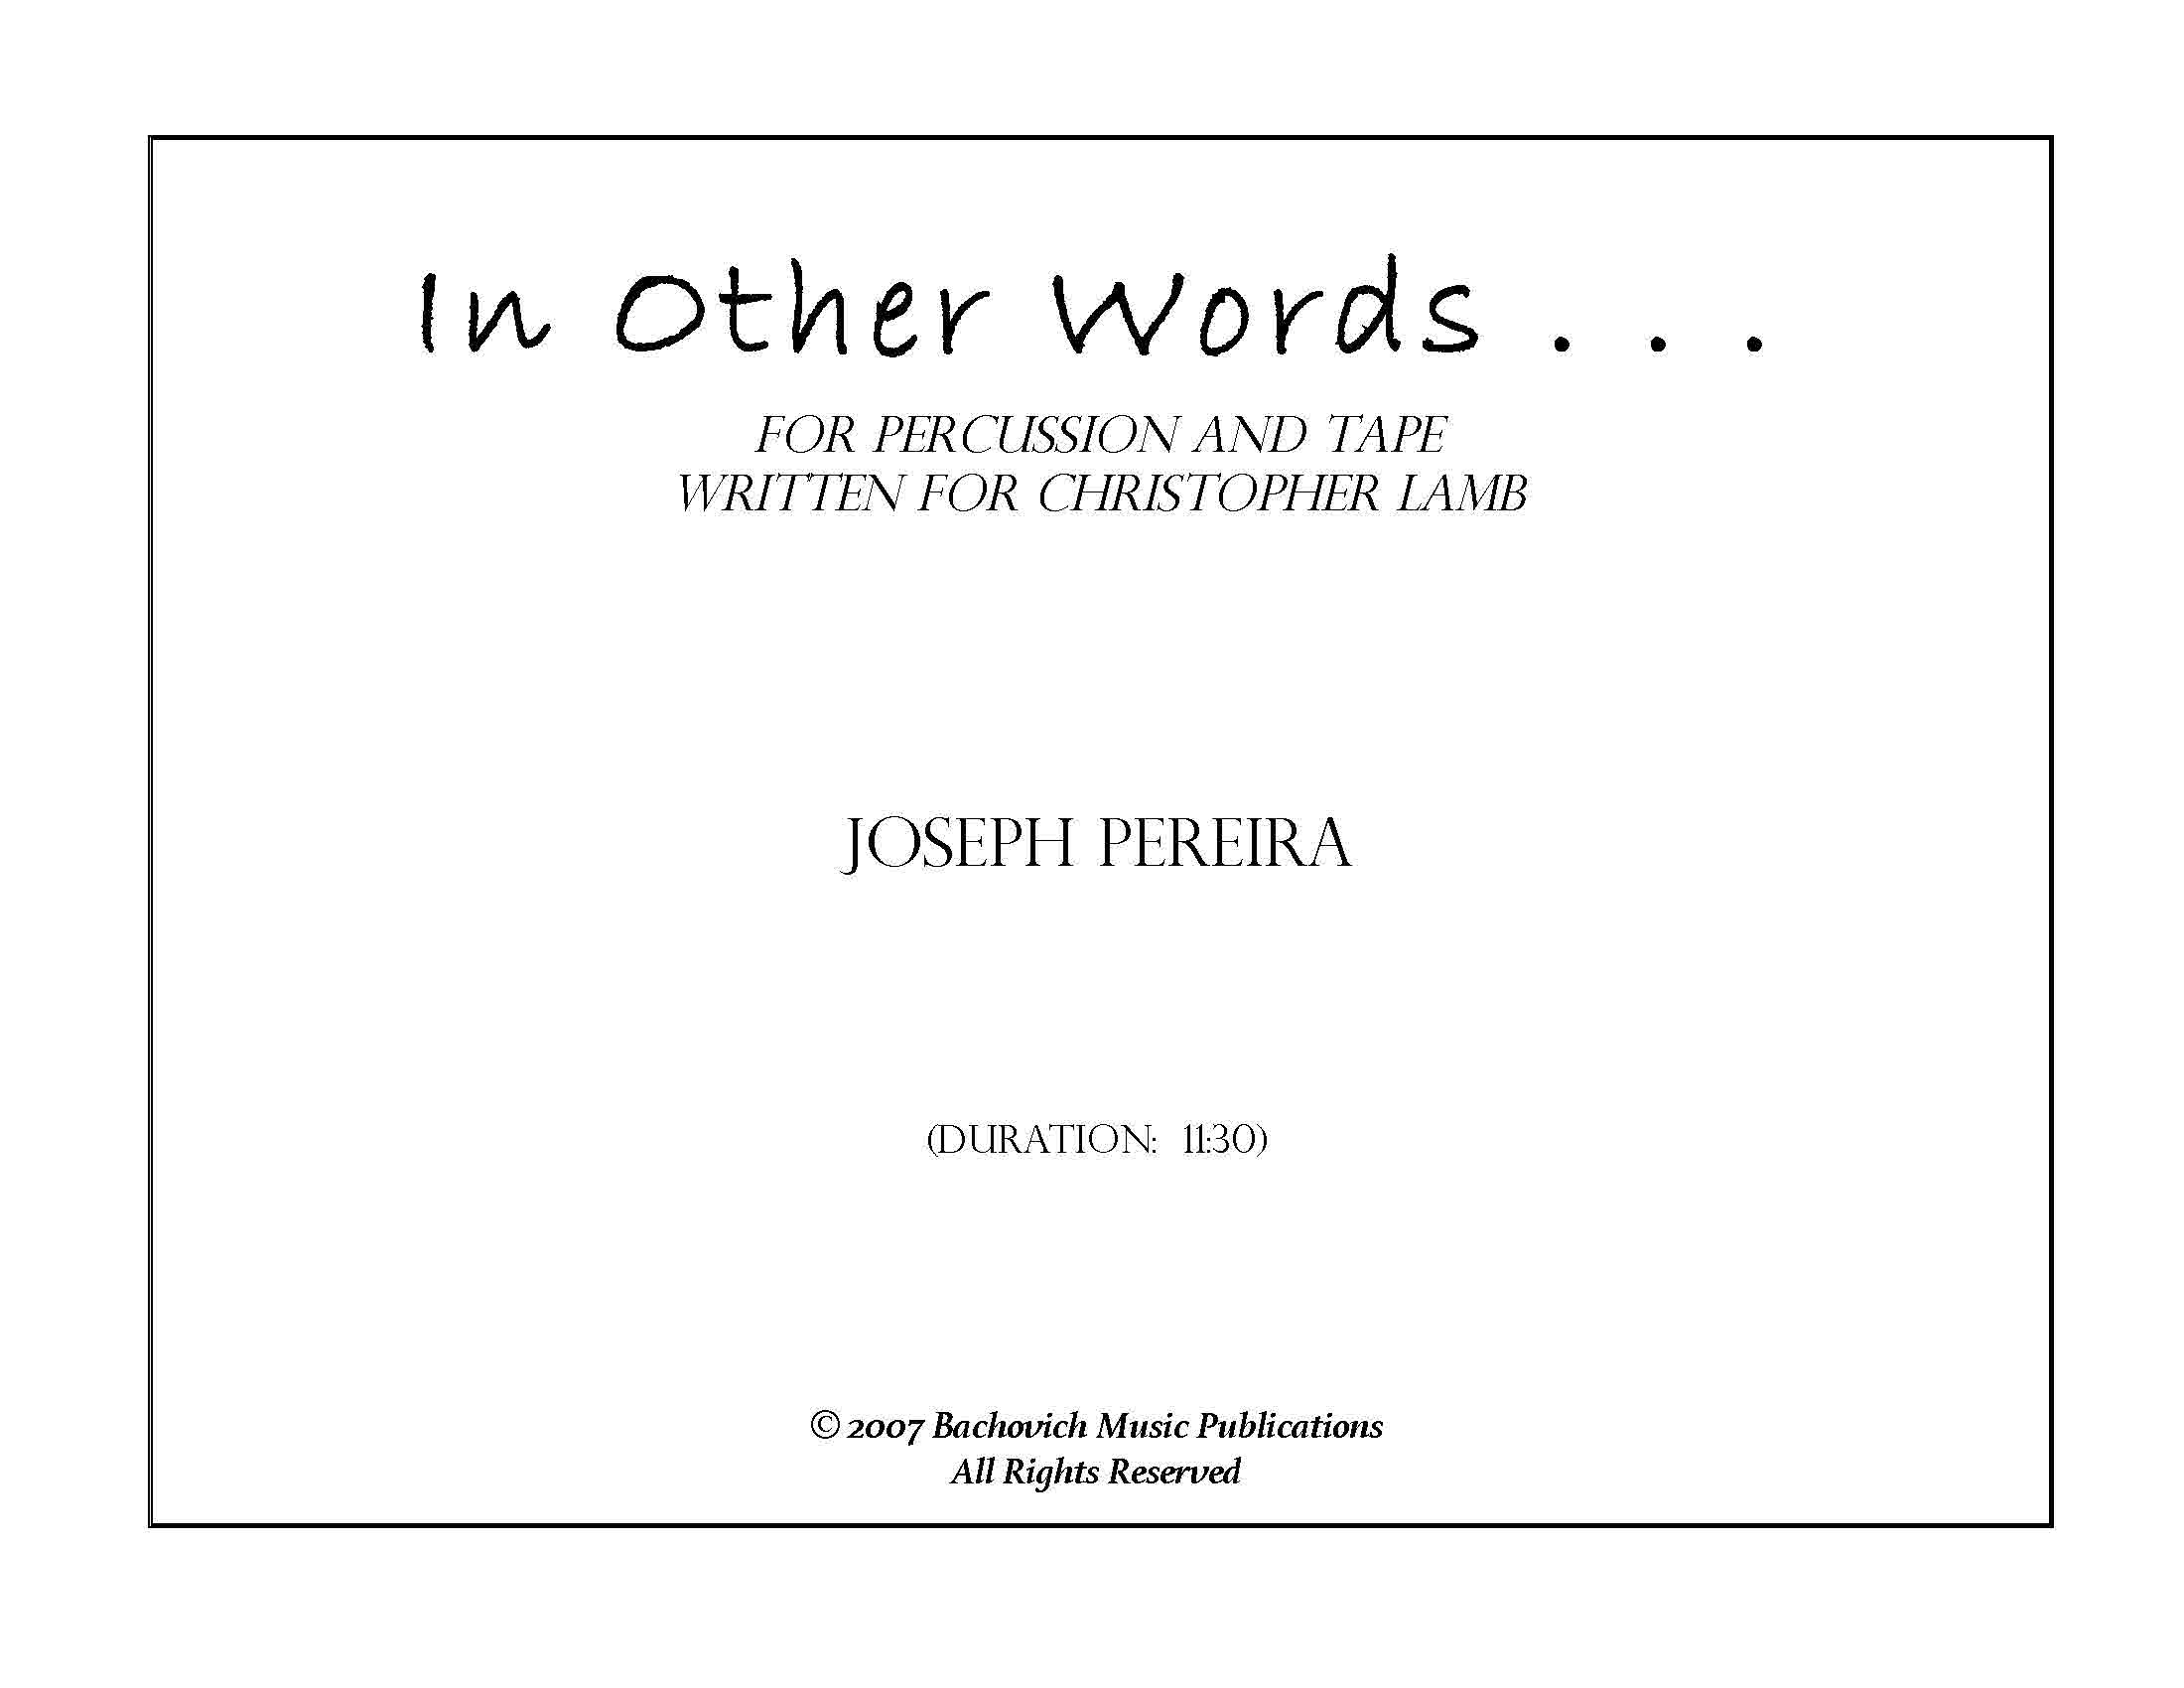 In Other Words . . .
FOR PERCUSSION AND TAPE
WRITTEN FOR CHRISTOPHER LAMB
JOSEPH PEREIRA
(DURATION: 11:30)
© 2007 Bachovich Music Publications
All Rights Reserved